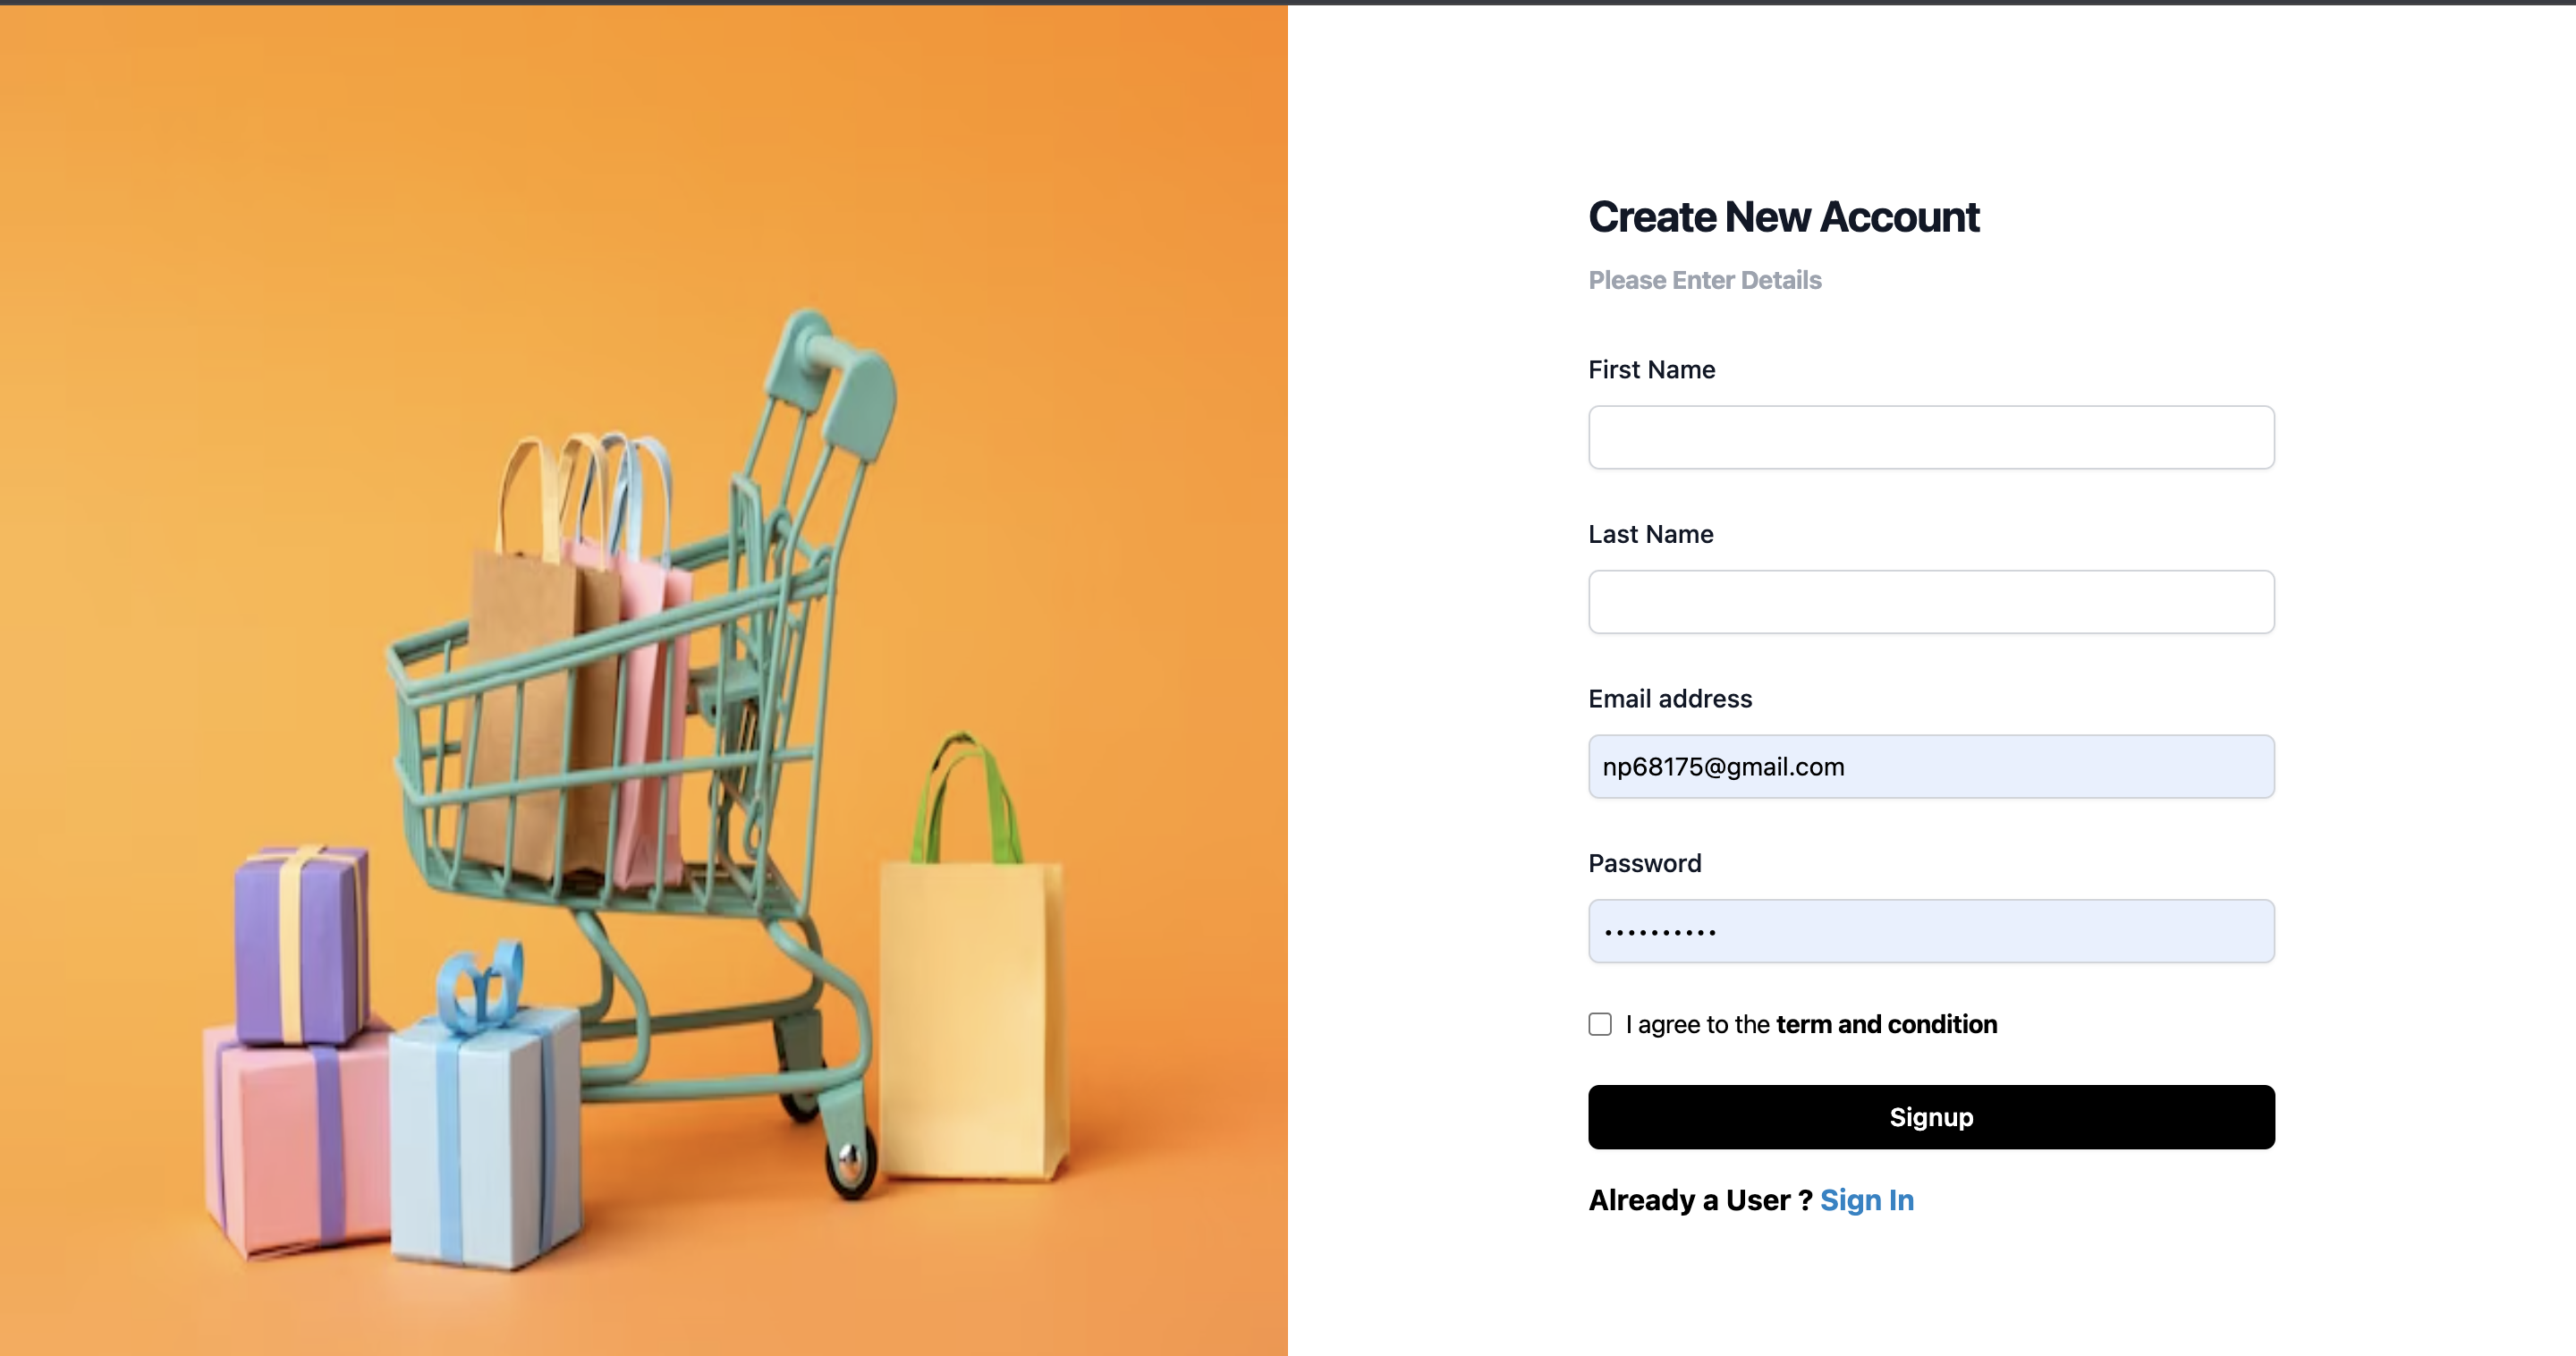 Create New Account
Please Enter Details
First Name
Last Name
Email address
np68175@gmail.com
Password
••••••••••
I agree to the term and condition
Signup
Already a User ? Sign In